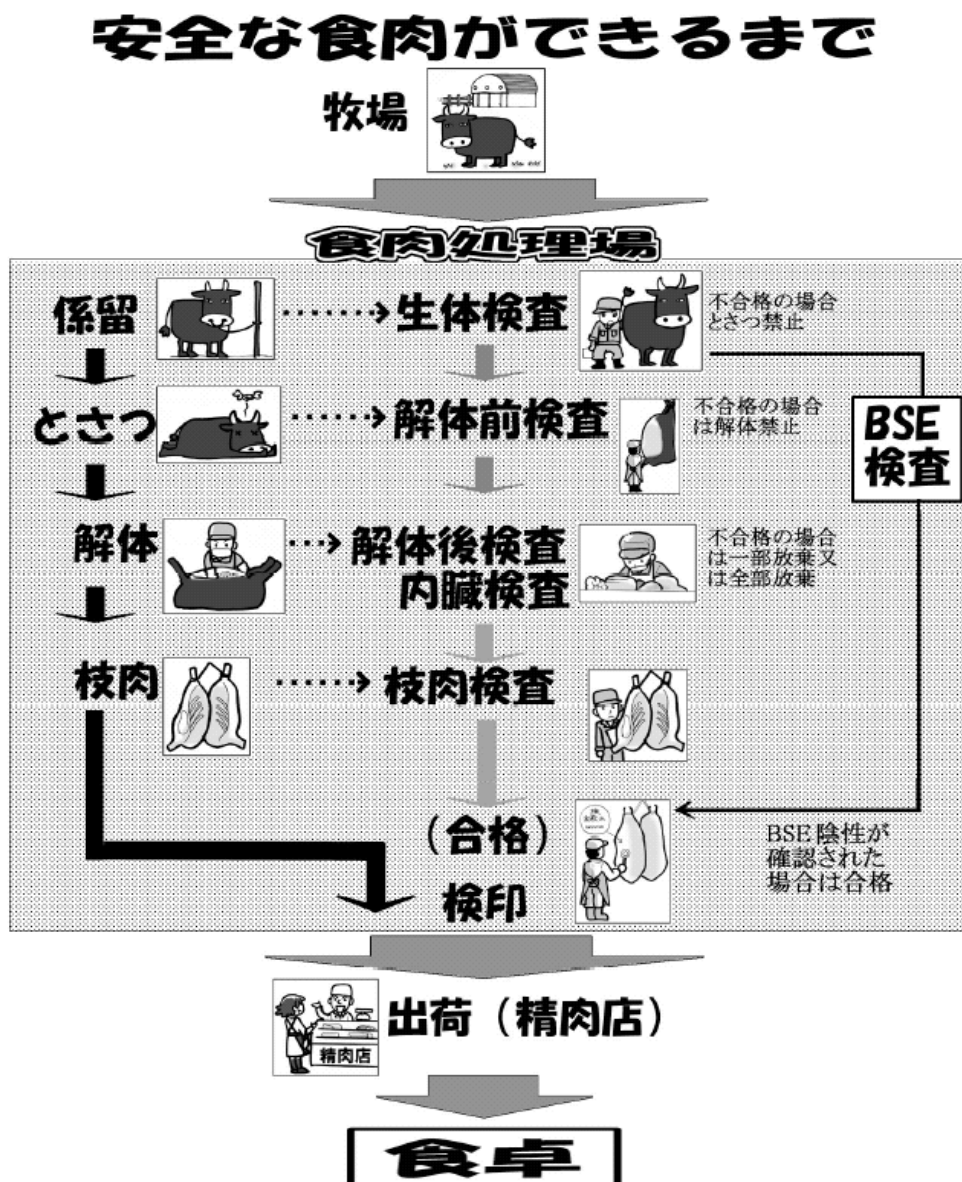 安全な食肉ができるまで
牧場
食肉処理場
係留
生体検査
不合格の場合
とさつ禁止
とさつ
解体前検査
不合格の場合
は解体禁止
BSE
検査
解体
解体後検査
内臓検査
不合格の場合
は一部放棄又
は全部放棄
枝肉
枝肉検査
(合格)
検印
BSE陰性が
確認された
場合は合格
出荷(精肉店)
精肉店
食卓